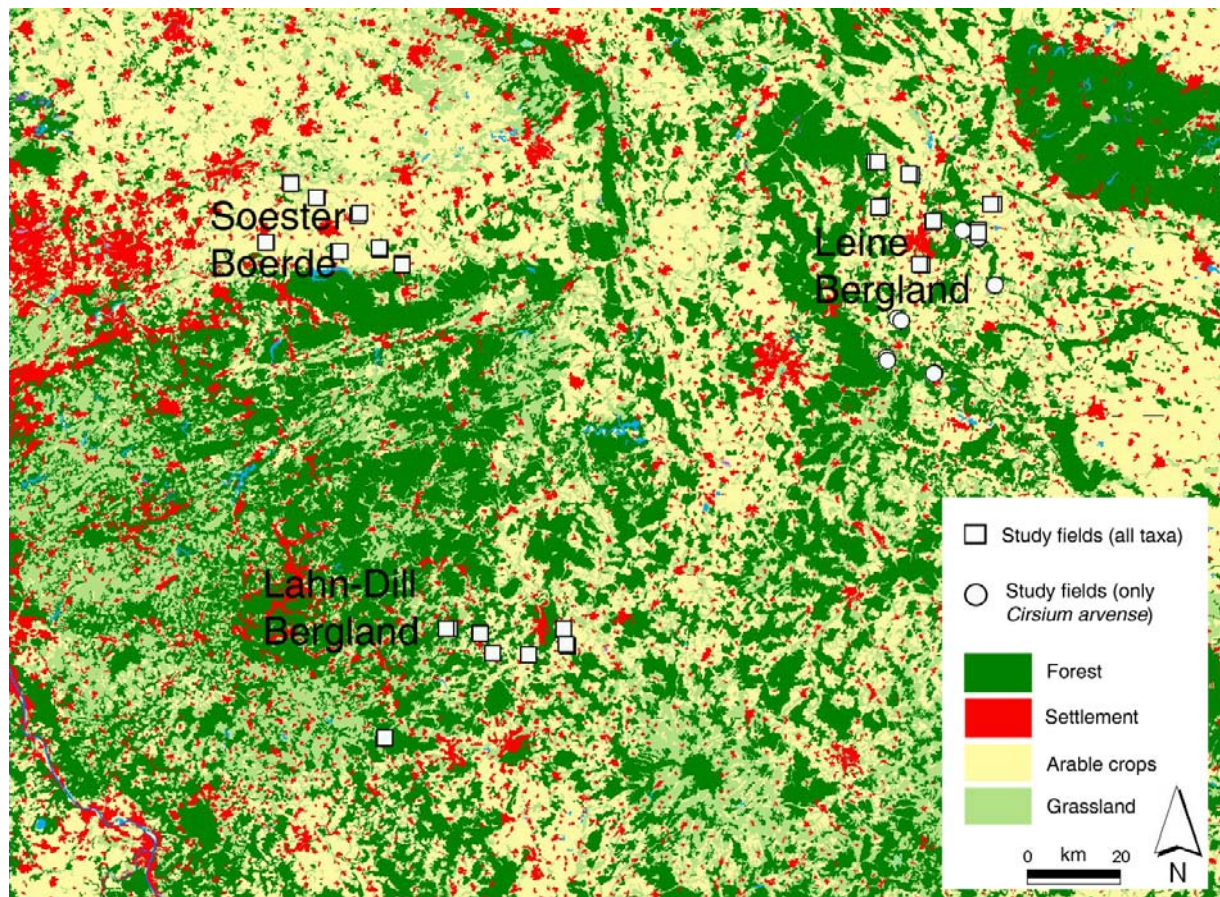 Soester
Boerde
Leine
Bergland
Lahn-Dill
Bergland
Study fields (all taxa)
Study fields (only
Cirsium arvense)
Forest
Settlement
Arable crops
Grassland
0 km 20
N